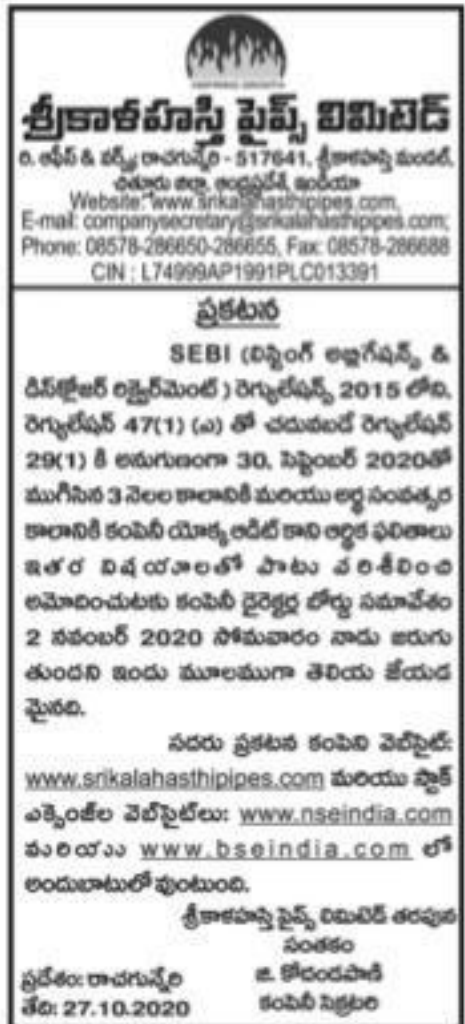 శ్రీకాళహస్తి పైప్స్ లిమిటెడ్
రి. ఆఫీస్ & వర్క్స్: రాచగున్నేరి - 517641, శ్రీకాళహస్తి మండల్,
చిత్తూరు జిల్లా, ఆంధ్రప్రదేశ్, ఇండియా
Website: www.srikalahasthipipes.com,
E-mail: companysecretary@srikalahasthipipes.com;
Phone: 08578-286650-286655, Fax: 08578-286688
CIN : L74999AP1991PLC013391
ప్రకటన
SEBI (లిస్టింగ్ అబ్లిగేషన్స్ &
డిస్‌క్లోజర్ రిక్వైర్‌మెంట్ ) రెగ్యులేషన్స్ 2015 లోని,
రెగ్యులేషన్ 47(1) (ఎ) తో చదువబడే రెగ్యులేషన్
29(1) కి అనుగుణంగా 30, సెప్టెంబర్ 2020తో
ముగిసిన 3 నెలల కాలానికి మరియు అర్ధ సంవత్సర
కాలానికి కంపెనీ యొక్క ఆడిట్ కాని ఆర్థిక ఫలితాలు
ఇతర విషయాలతో పాటు పరిశీలించి
ఆమోదించుటకు కంపెనీ డైరెక్టర్ల బోర్డు సమావేశం
2 నవంబర్ 2020 సోమవారం నాడు జరుగు
తుందని ఇందు మూలముగా తెలియ జేయడ
మైనది.
సదరు ప్రకటన కంపెని వెబ్‌సైట్:
www.srikalahasthipipes.com మరియు స్టాక్
ఎక్స్ఛెంజ్‌ల వెబ్‌సైట్‌లు: www.nseindia.com
మరియు www.bseindia.com లో
అందుబాటులో వుంటుంది.
శ్రీకాళహస్తి పైప్స్ లిమిటెడ్ తరపున
సంతకం
ప్రదేశం: రాచగున్నేరి జి. కోదండపాణి
తేది: 27.10.2020 కంపెనీ సెక్రటరి